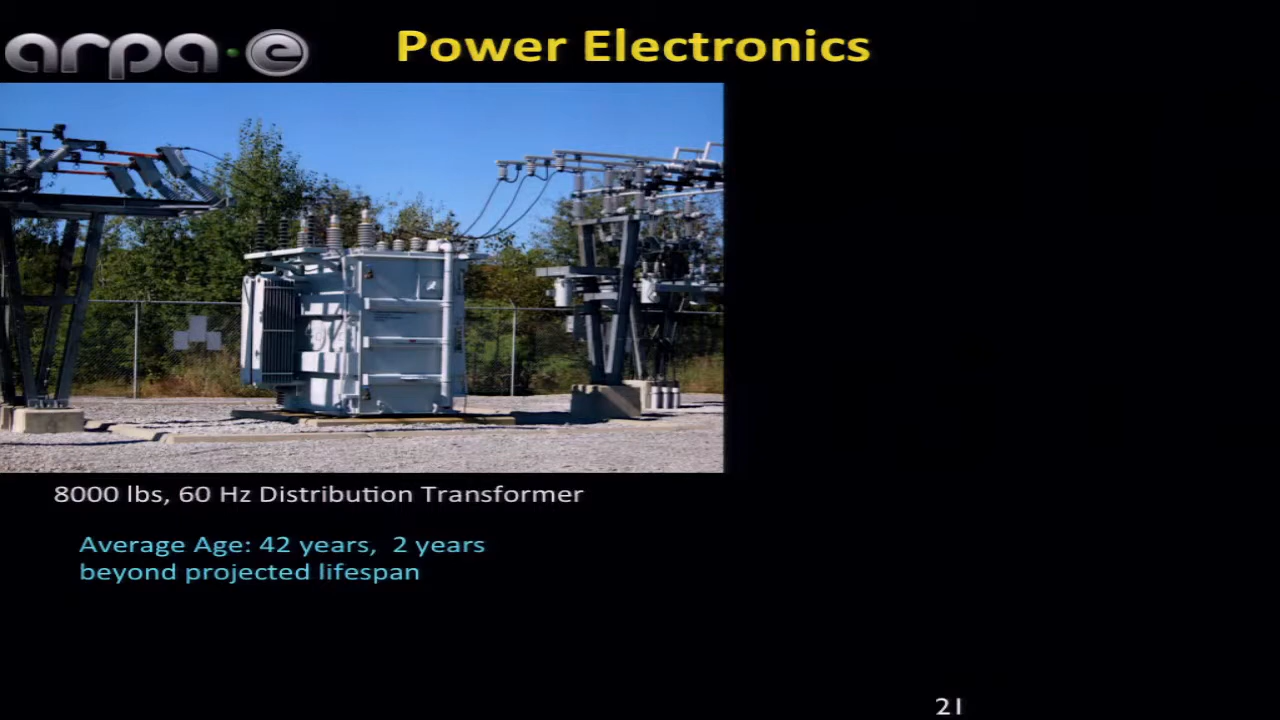 arpa·e
Power Electronics
8000 lbs, 60 Hz Distribution Transformer
Average Age: 42 years,  2 years
beyond projected lifespan
21